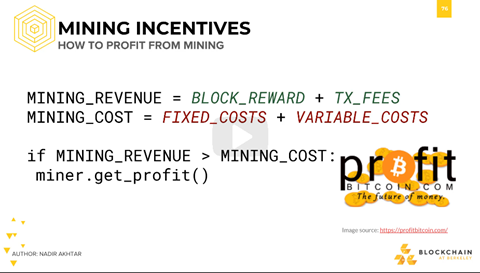 75
MINING INCENTIVES
HOW TO PROFIT FROM MINING
MINING_REVENUE = BLOCK_REWARD + TX_FEES
MINING_COST = FIXED_COSTS + VARIABLE_COSTS
if MINING_REVENUE > MINING_COST:
miner.get_profit()
profit
BITCOIN.COM
The future of money.
Image source: https://profitbitcoin.com/
AUTHOR: NADIR AKHTAR
BLOCKCHAIN
AT BERKELEY